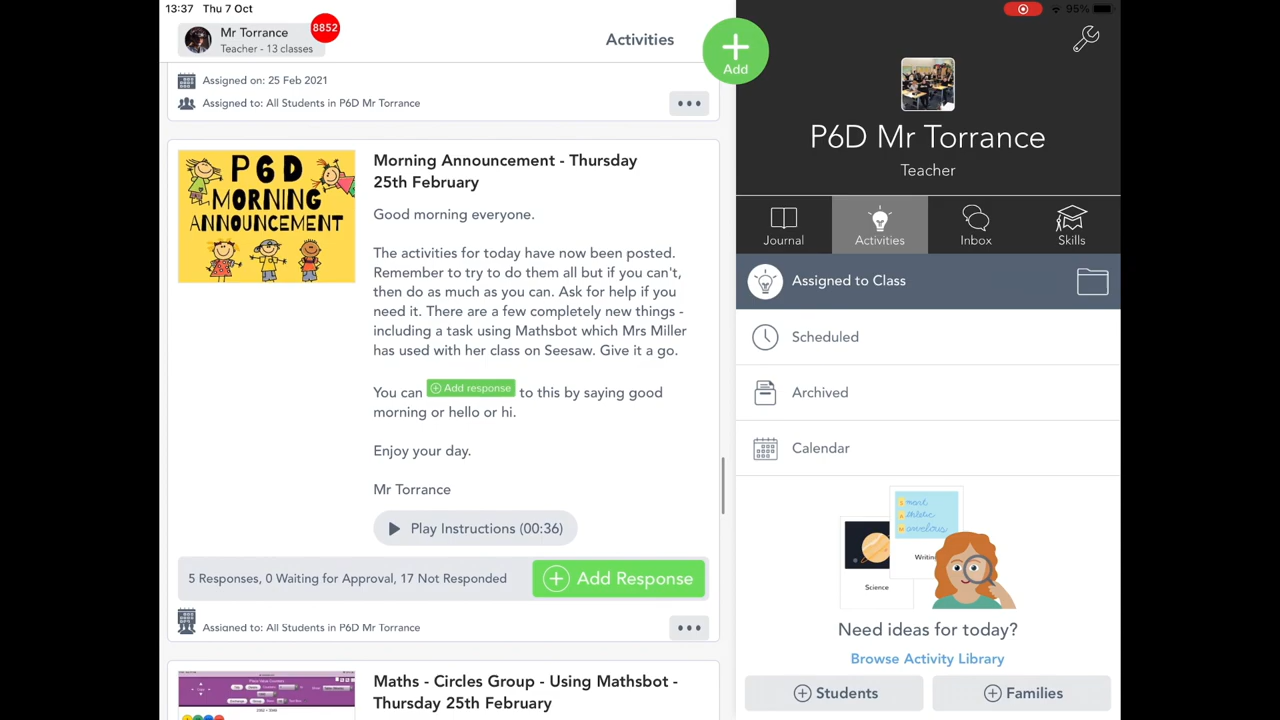 13:37 Thu 7 Oct
95%
Mr Torrance
Teacher - 13 classes
8852
Activities
Add
Assigned on: 25 Feb 2021
Assigned to: All Students in P6D Mr Torrance
P6D
MORNING
ANNOUNCEMENT
Morning Announcement - Thursday
25th February
Good morning everyone.
The activities for today have now been posted.
Remember to try to do them all but if you can't,
then do as much as you can. Ask for help if you
need it. There are a few completely new things -
including a task using Mathsbot which Mrs Miller
has used with her class on Seesaw. Give it a go.
You can Add response to this by saying good
morning or hello or hi.
Enjoy your day.
Mr Torrance
Play Instructions (00:36)
5 Responses, 0 Waiting for Approval, 17 Not Responded
Add Response
Assigned to: All Students in P6D Mr Torrance
Maths - Circles Group - Using Mathsbot -
Thursday 25th February
P6D Mr Torrance
Teacher
Journal
Activities
Inbox
Skills
Assigned to Class
Scheduled
Archived
Calendar
Science
Need ideas for today?
Browse Activity Library
Students
Families